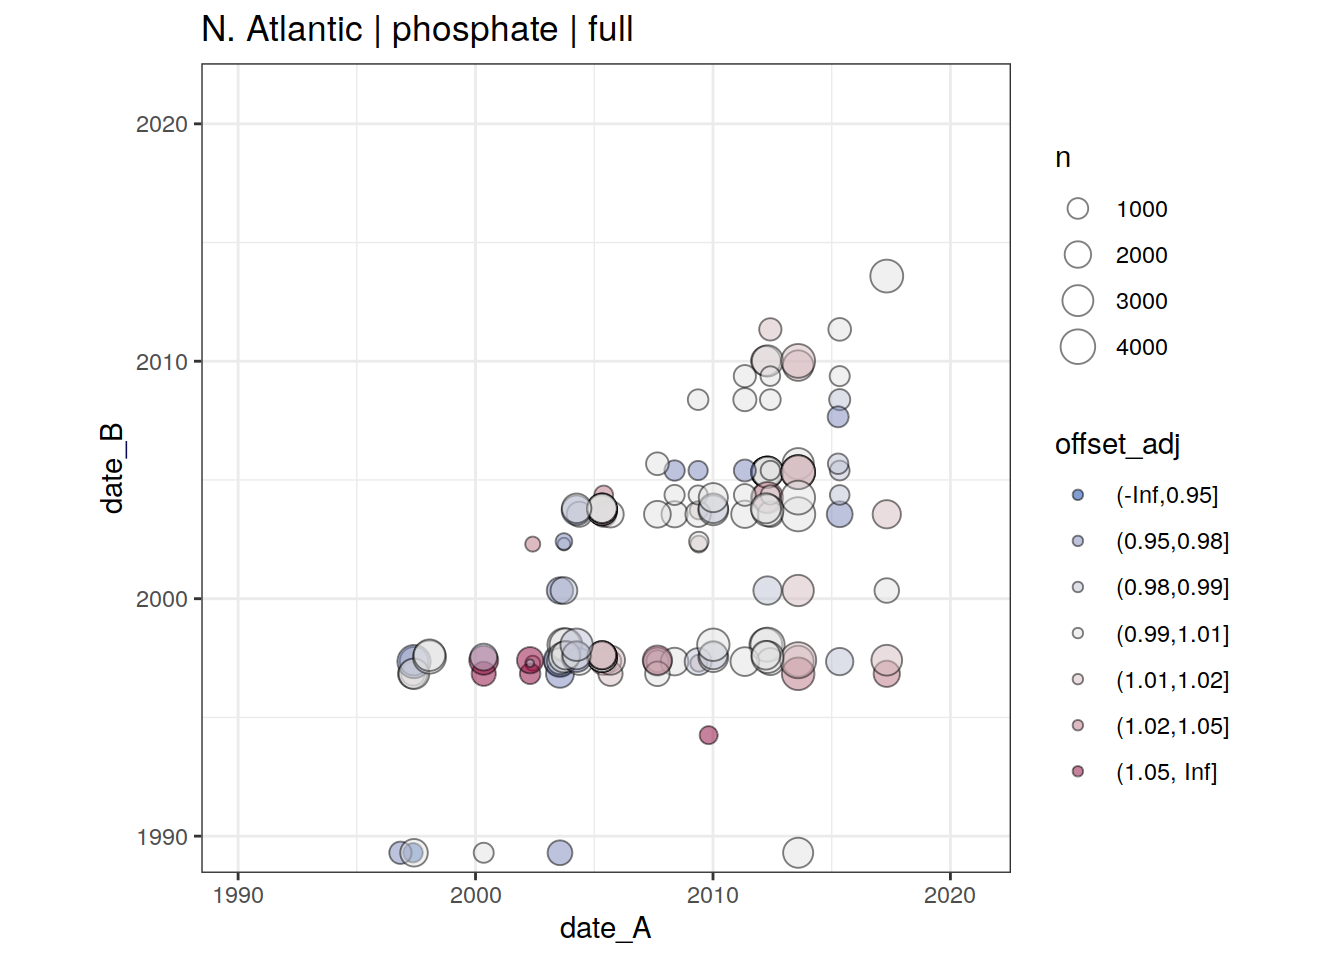 N. Atlantic | phosphate | full
2020
2010
2000
1990
date_B
1990
2000
2010
2020
date_A
n
1000
2000
3000
4000
offset_adj
(-Inf,0.95]
(0.95,0.98]
(0.98,0.99]
(0.99,1.01]
(1.01,1.02]
(1.02,1.05]
(1.05, Inf]